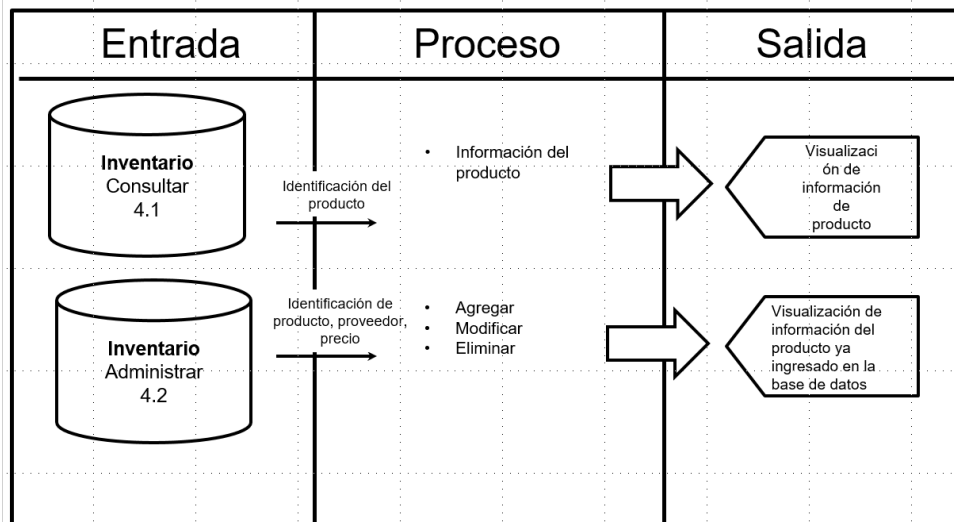 Entrada
Proceso
Salida
Inventario
Consultar
4.1
Identificación del
producto
• Información del
producto
Visualizaci
ón de
información
de
producto
Inventario
Administrar
4.2
Identificación de
producto, proveedor,
precio
• Agregar
• Modificar
• Eliminar
Visualización de
información del
producto ya
ingresado en la
base de datos